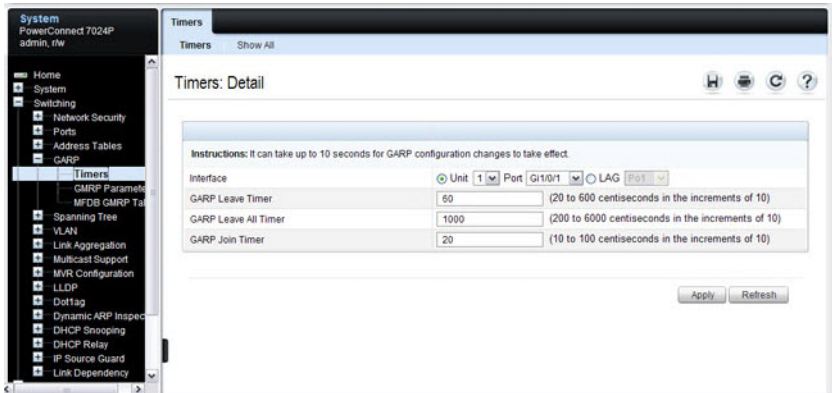 System
PowerConnect 7024P
admin, r/w
Home
System
Switching
Network Security
Ports
Address Tables
GARP
Timers
GMRP Paramete
MFDB GMRP Tal
Spanning Tree
VLAN
Link Aggregation
Multicast Support
MVR Configuration
LLDP
Dot1ag
Dynamic ARP Inspec
DHCP Snooping
DHCP Relay
IP Source Guard
Link Dependency
Timers
Timers Show All
Timers: Detail
Instructions: It can take up to 10 seconds for GARP configuration changes to take effect.
Interface Unit 1 Port Gi1/0/1 LAG Po1
GARP Leave Timer 60 (20 to 600 centiseconds in the increments of 10)
GARP Leave All Timer 1000 (200 to 6000 centiseconds in the increments of 10)
GARP Join Timer 20 (10 to 100 centiseconds in the increments of 10)
Apply Refresh